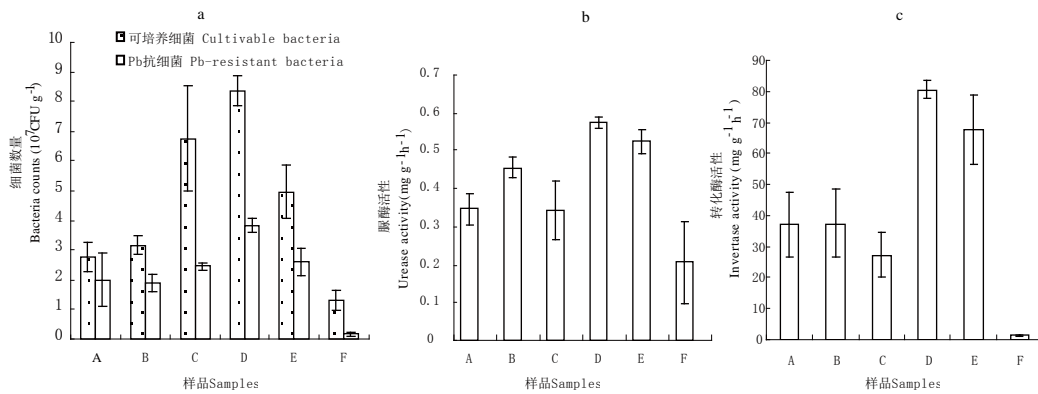 a
可培养细菌 Cultivable bacteria
Pb抗细菌 Pb-resistant bacteria
细菌数量
Bacteria counts (10⁷CFU g⁻¹)
10
9
8
7
6
5
4
3
2
1
0
A B C D E F
样品Samples
b
脲酶活性
Urease activity(mg g⁻¹h⁻¹)
0.7
0.6
0.5
0.4
0.3
0.2
0.1
0
A B C D E F
样品Samples
c
转化酶活性
Invertase activity (mg g⁻¹ h⁻¹)
90
80
70
60
50
40
30
20
10
0
A B C D E F
样品Samples